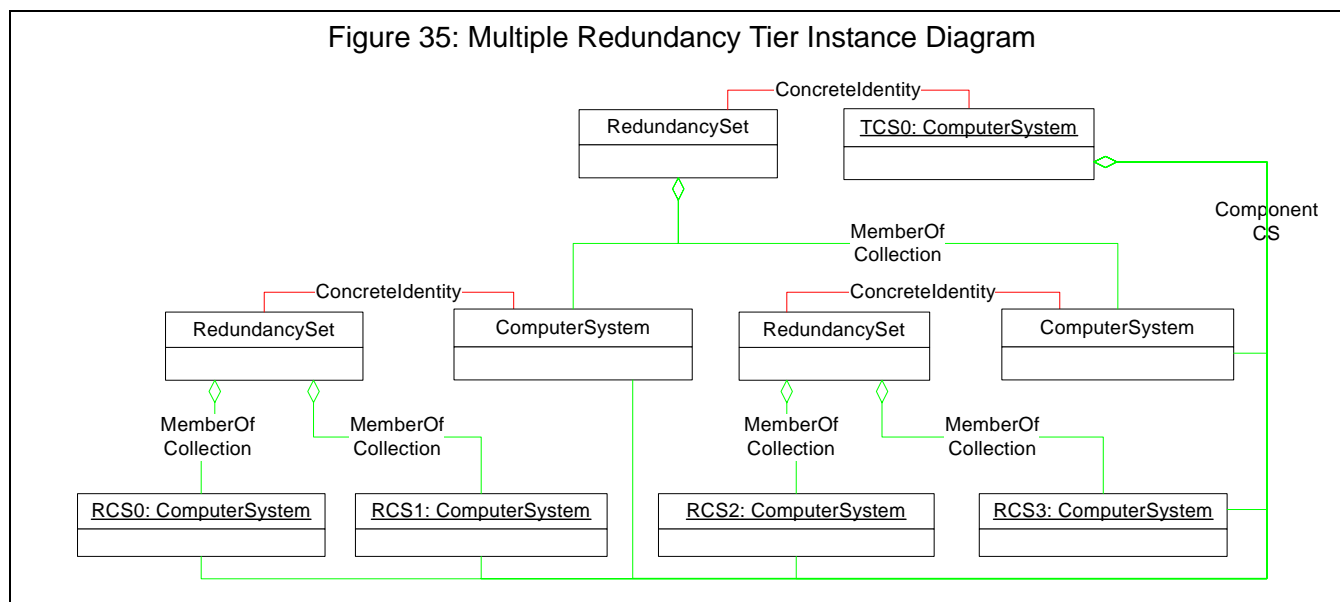 Figure 35: Multiple Redundancy Tier Instance Diagram
ConcreteIdentity
RedundancySet
TCS0: ComputerSystem
Component
CS
MemberOf
Collection
ConcreteIdentity
ConcreteIdentity
RedundancySet
ComputerSystem
RedundancySet
ComputerSystem
MemberOf
Collection
MemberOf
Collection
MemberOf
Collection
MemberOf
Collection
RCS0: ComputerSystem
RCS1: ComputerSystem
RCS2: ComputerSystem
RCS3: ComputerSystem